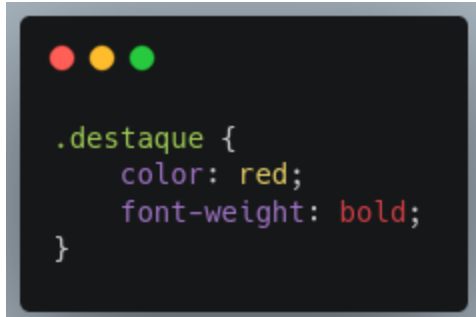 .destaque {
    color: red;
    font-weight: bold;
}